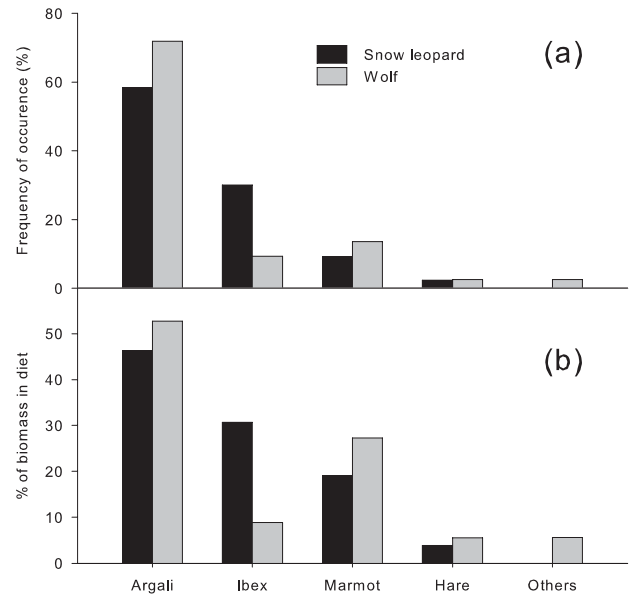 80
60
40
20
0
Frequency of occurence (%)
Snow leopard
Wolf
(a)
50
40
30
20
10
0
% of biomass in diet
(b)
Argali
Ibex
Marmot
Hare
Others